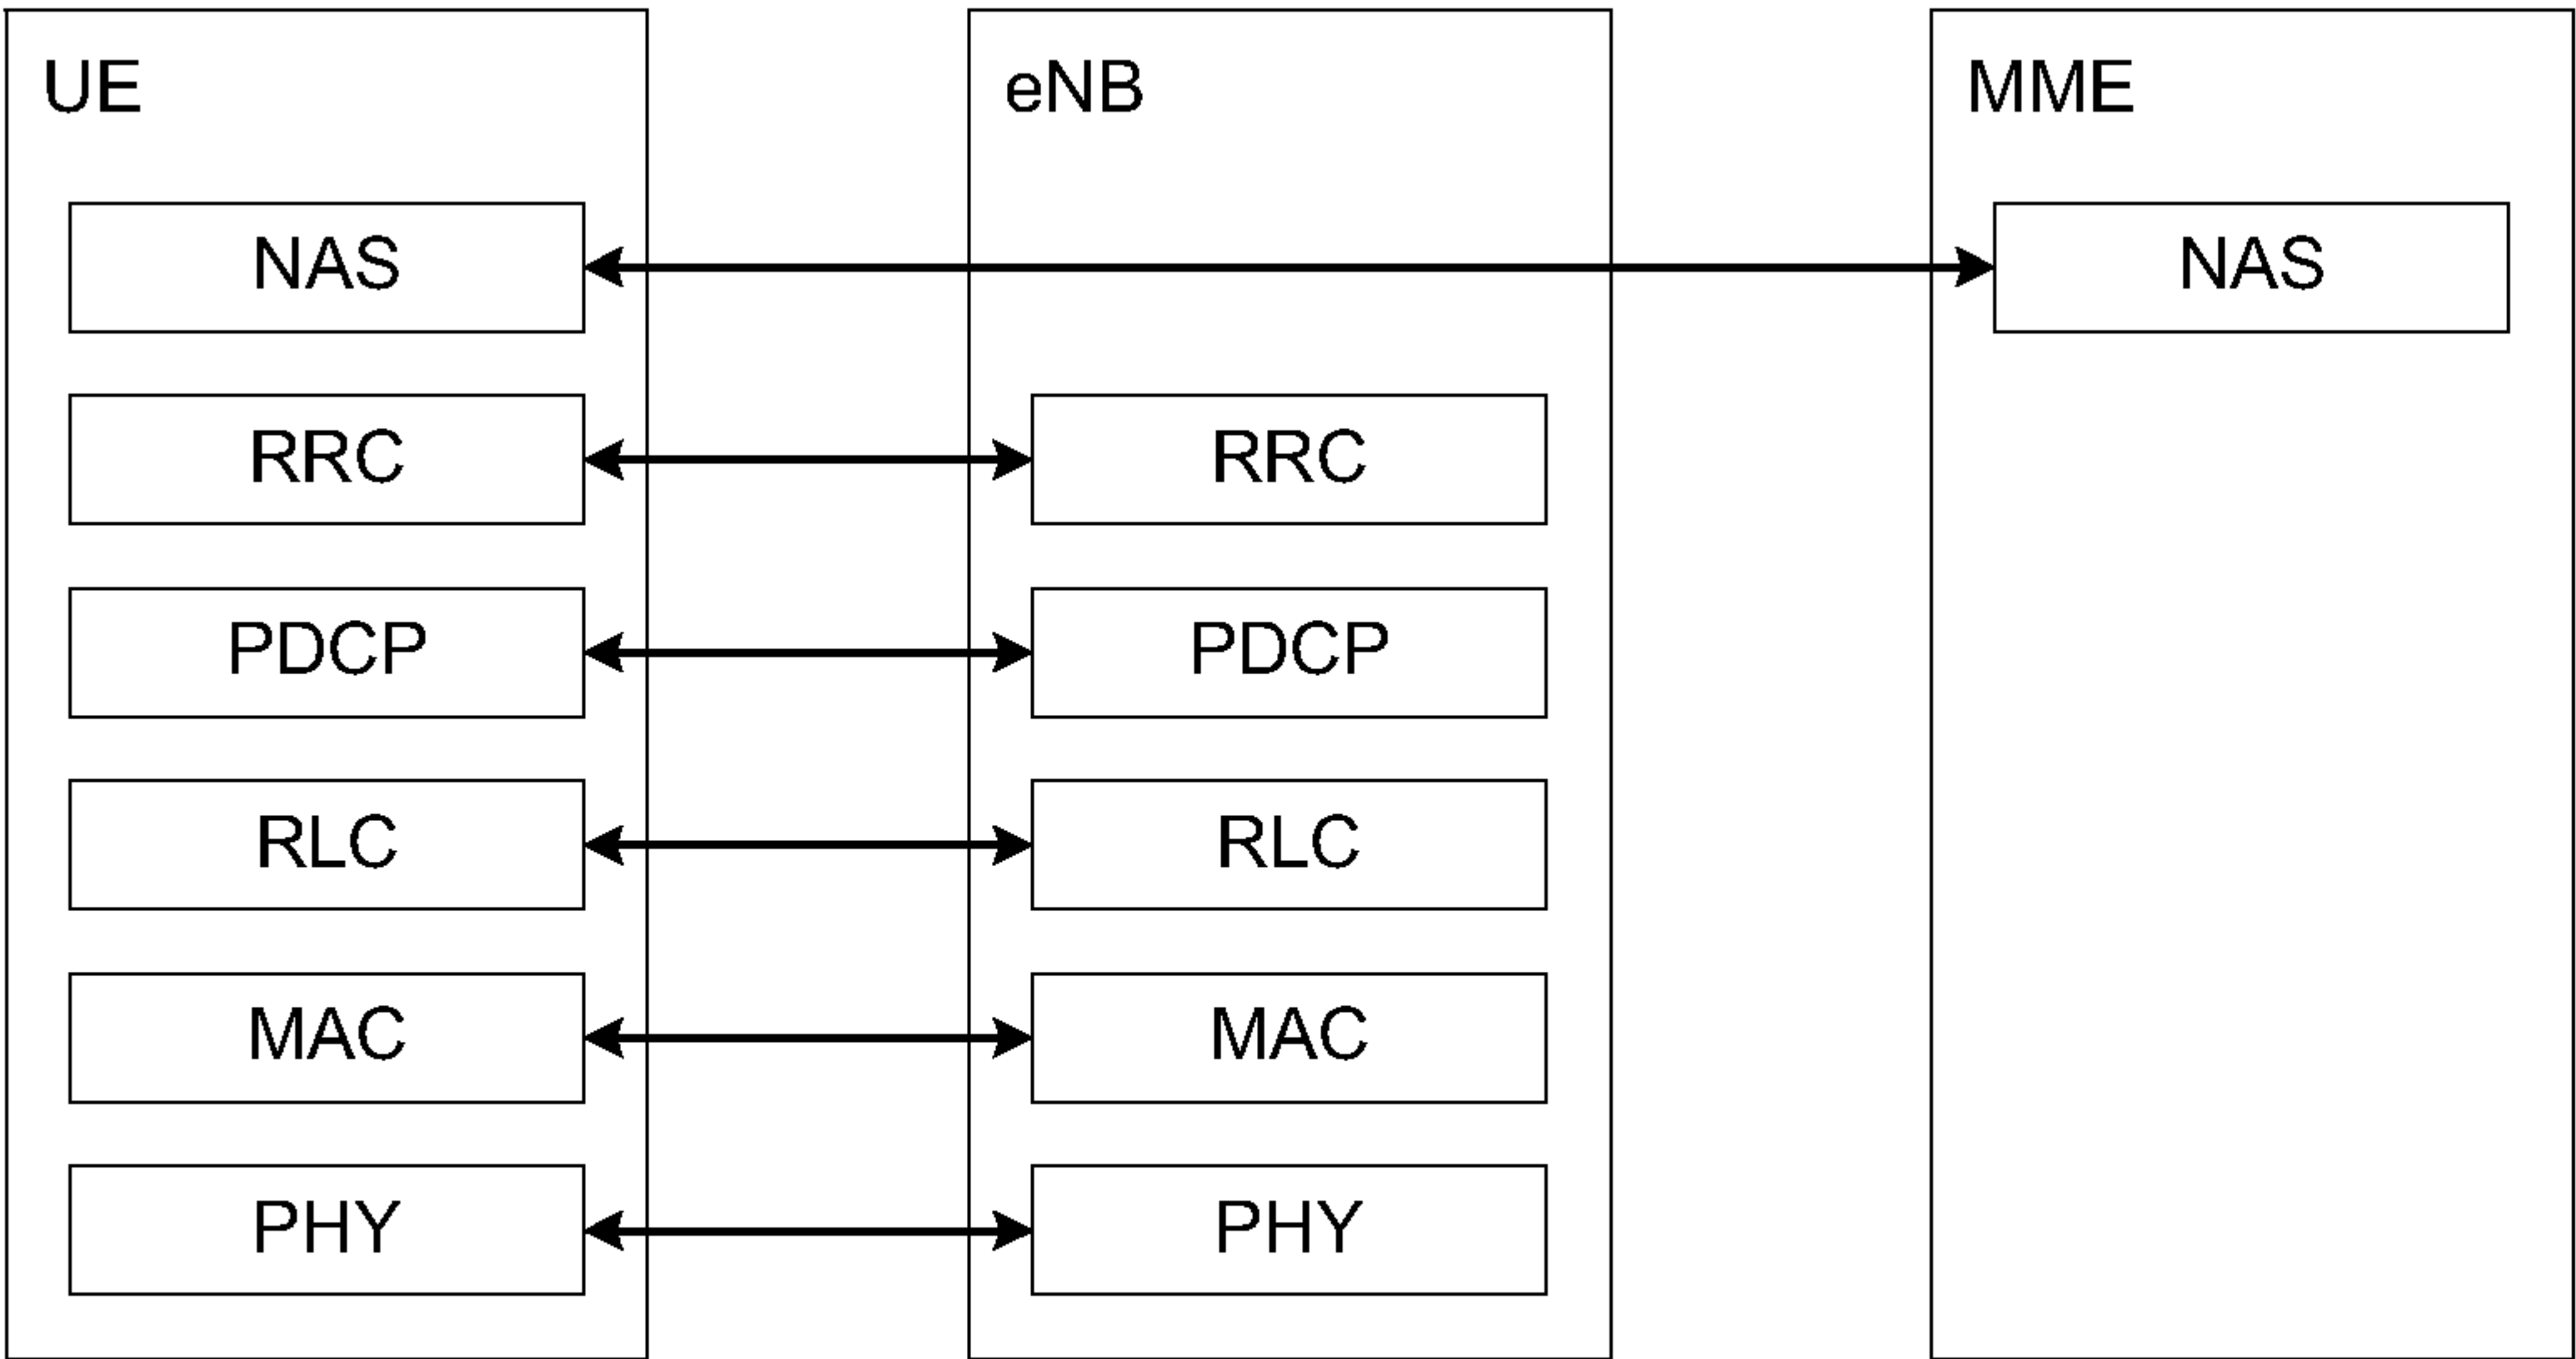 UE
eNB
MME
NAS
NAS
RRC
RRC
PDCP
PDCP
RLC
RLC
MAC
MAC
PHY
PHY